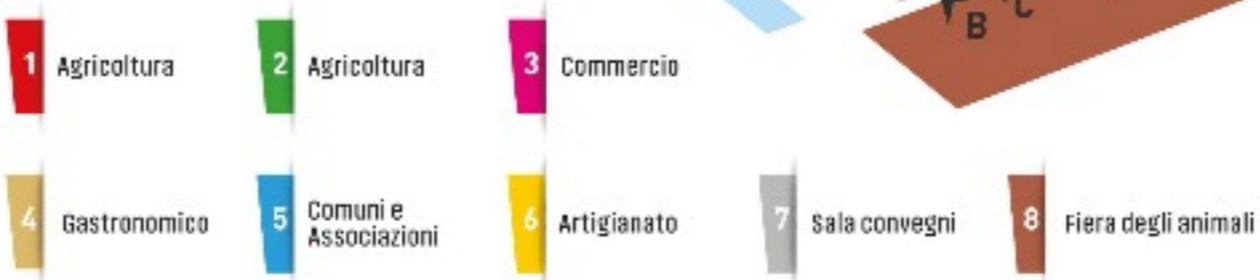 B C
1 Agricoltura
2 Agricoltura
3 Commercio
4 Gastronomico
5 Comuni e
Associazioni
6 Artigianato
7 Sala convegni
8 Fiera degli animali